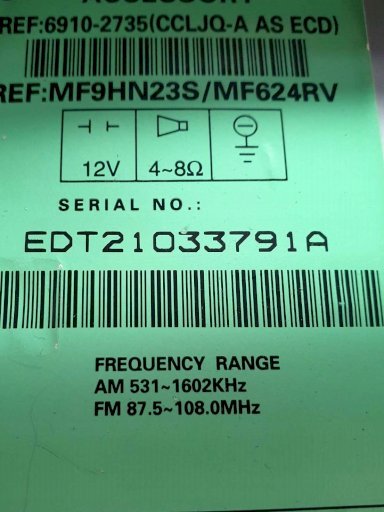 REF:6910-2735(CCLJQ-A AS ECD)
REF:MF9HN23S/MF624RV
12V 4~8Ω
SERIAL NO.:
EDT21033791A
FREQUENCY RANGE
AM 531~1602KHz
FM 87.5~108.0MHz